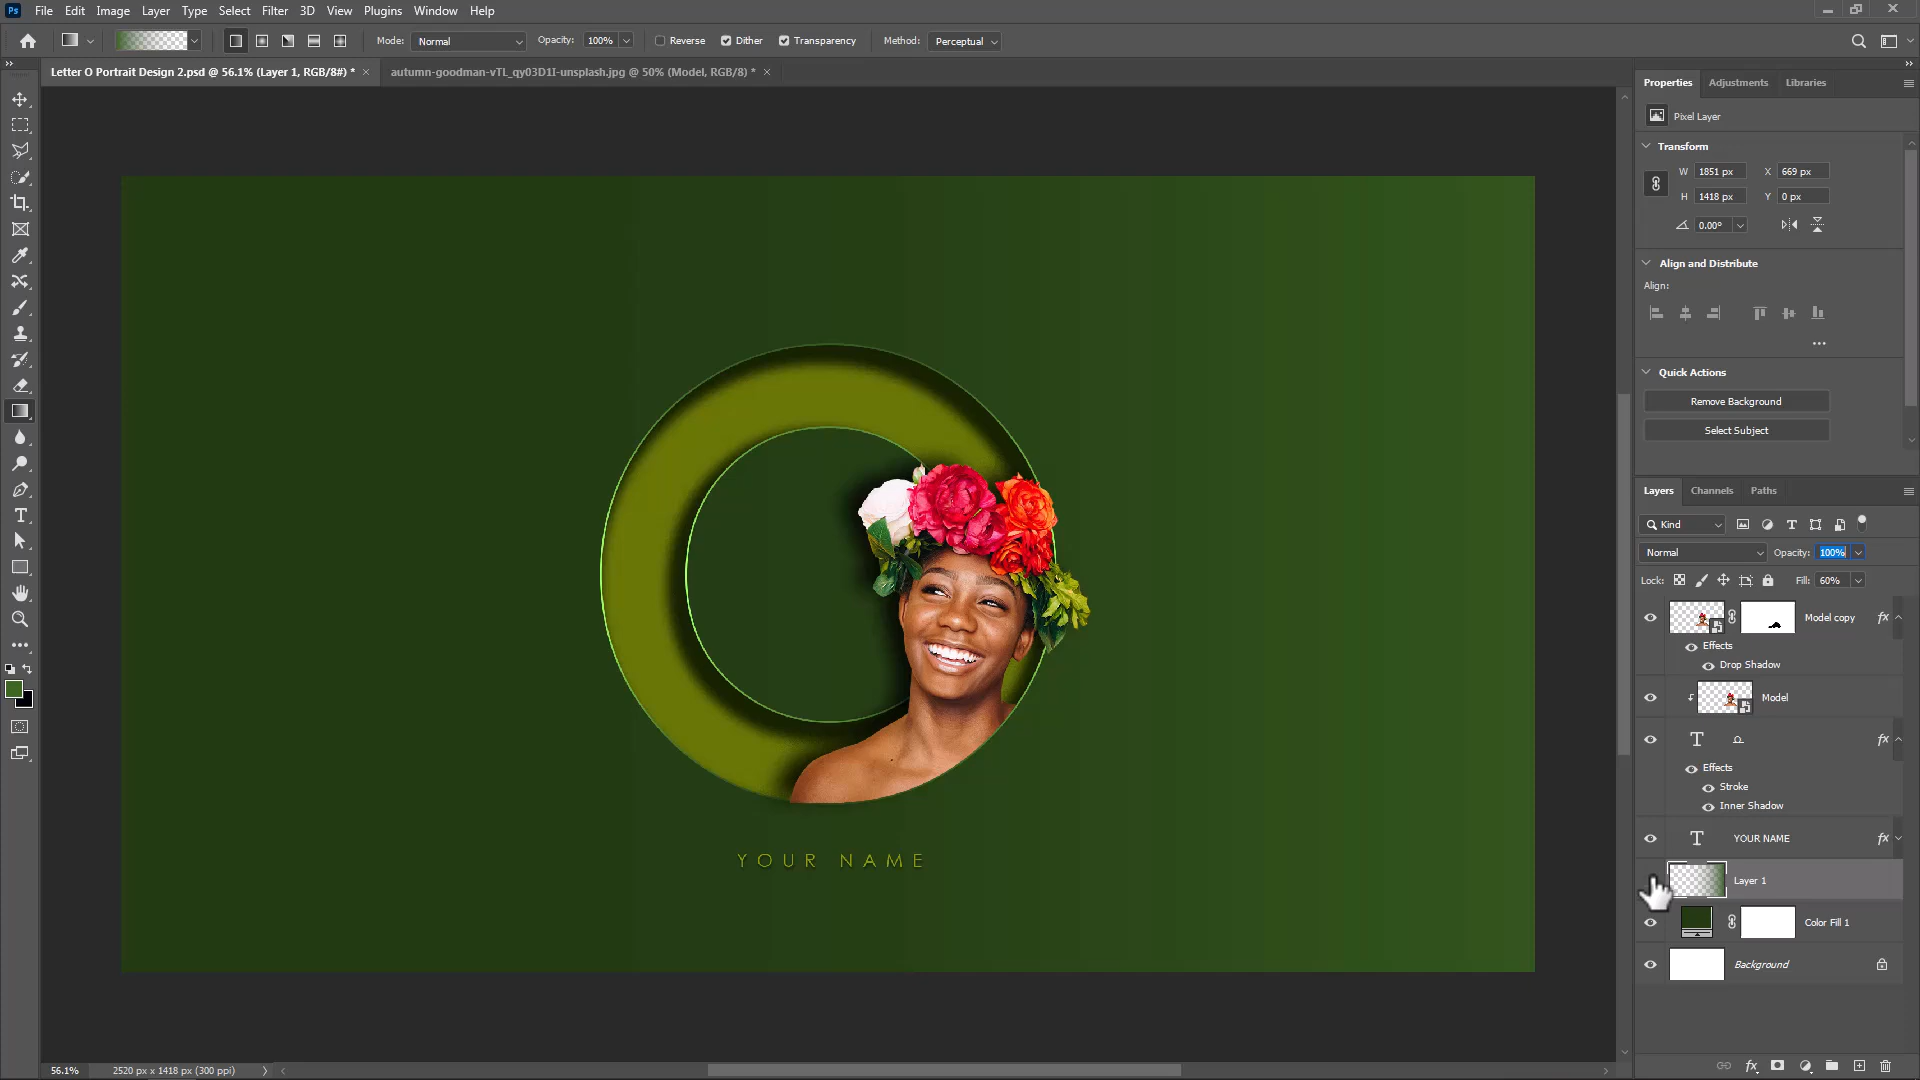 Ps File Edit Image Layer Type Select Filter 3D View Plugins Window Help
Mode: Normal Opacity: 100% Reverse Dither Transparency Method: Perceptual
Letter O Portrait Design 2.psd @ 56.1% (Layer 1, RGB/8#) * × autumn-goodman-vTL_qy03D1I-unsplash.jpg @ 50% (Model, RGB/8) * ×
Properties Adjustments Libraries
Pixel Layer
Transform
W 1851 px X 669 px
H 1418 px Y 0 px
0.00°
Align and Distribute
Align:
Quick Actions
Remove Background
Select Subject
Layers Channels Paths
Kind
Normal Opacity: 100%
Lock: Fill: 60%
Model copy fx
Effects
Drop Shadow
Model
T O fx
Effects
Stroke
Inner Shadow
T YOUR NAME fx
Layer 1
Color Fill 1
Background
YOUR NAME
56.1% 2520 px x 1418 px (300 ppi)
fx